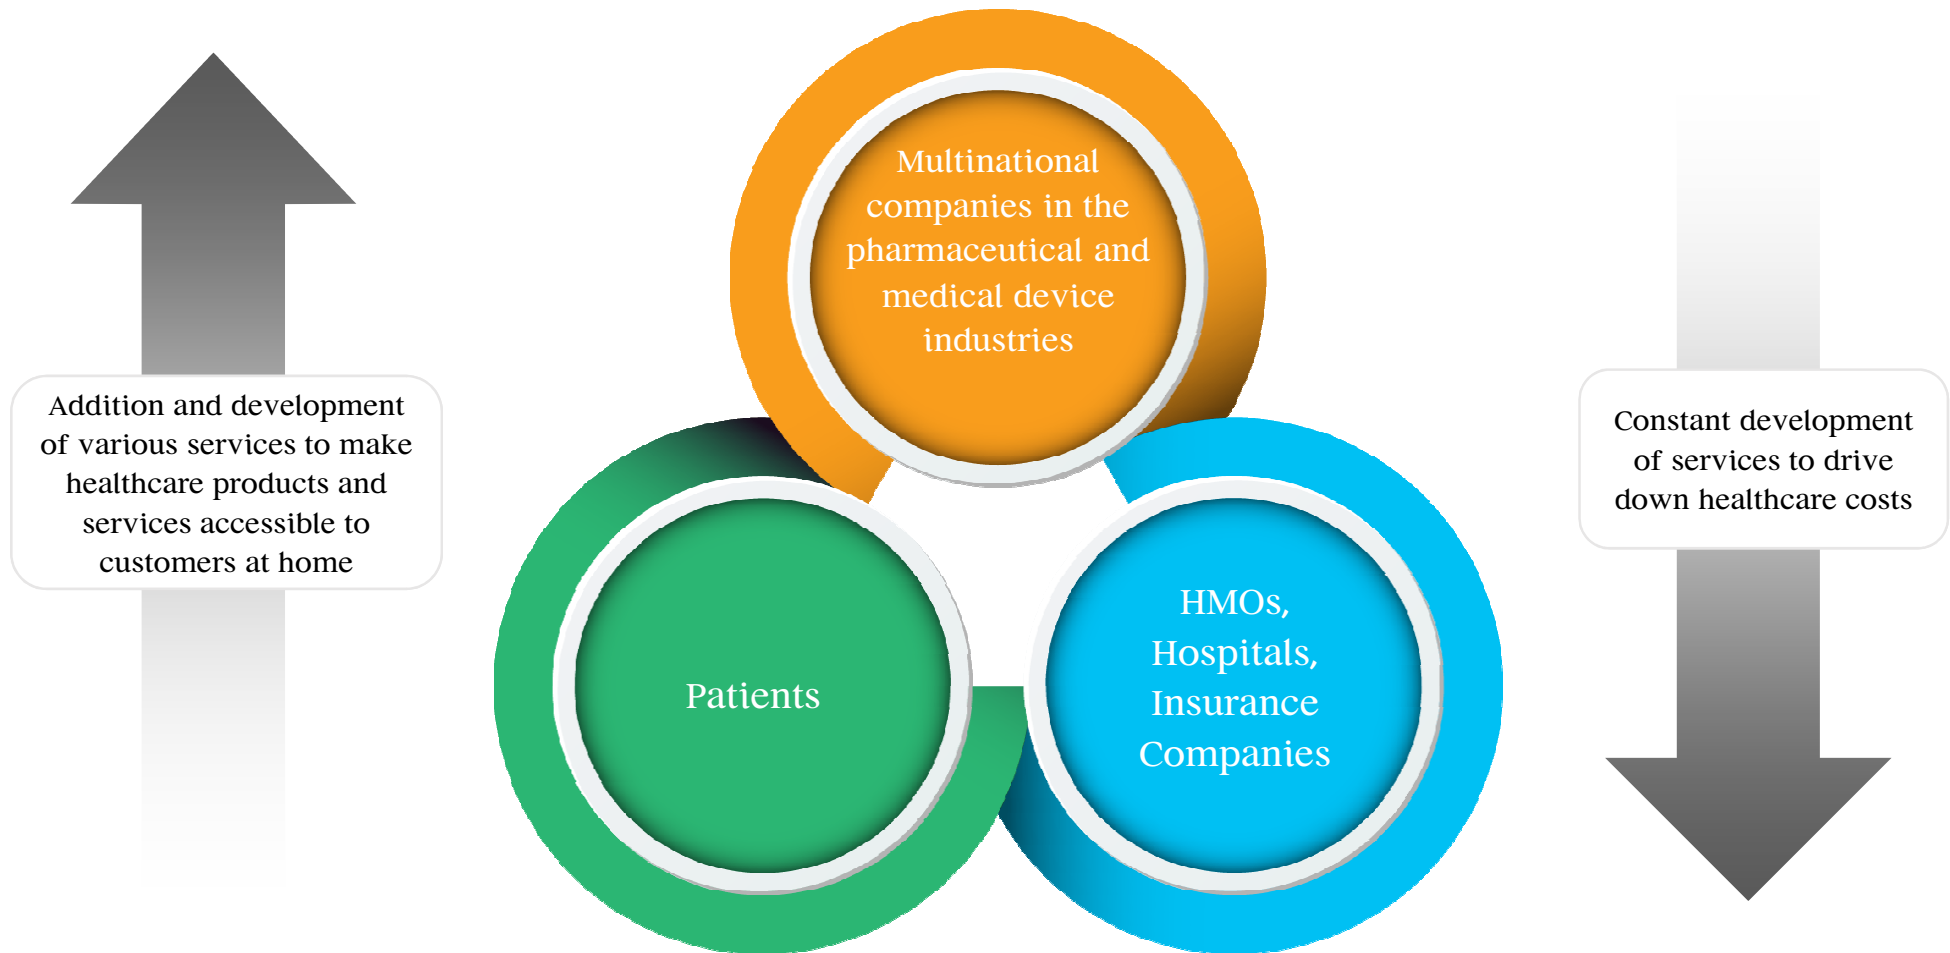 Multinational
companies in the
pharmaceutical and
medical device
industries
Addition and development
of various services to make
healthcare products and
services accessible to
customers at home
Constant development
of services to drive
down healthcare costs
Patients
HMOs,
Hospitals,
Insurance
Companies